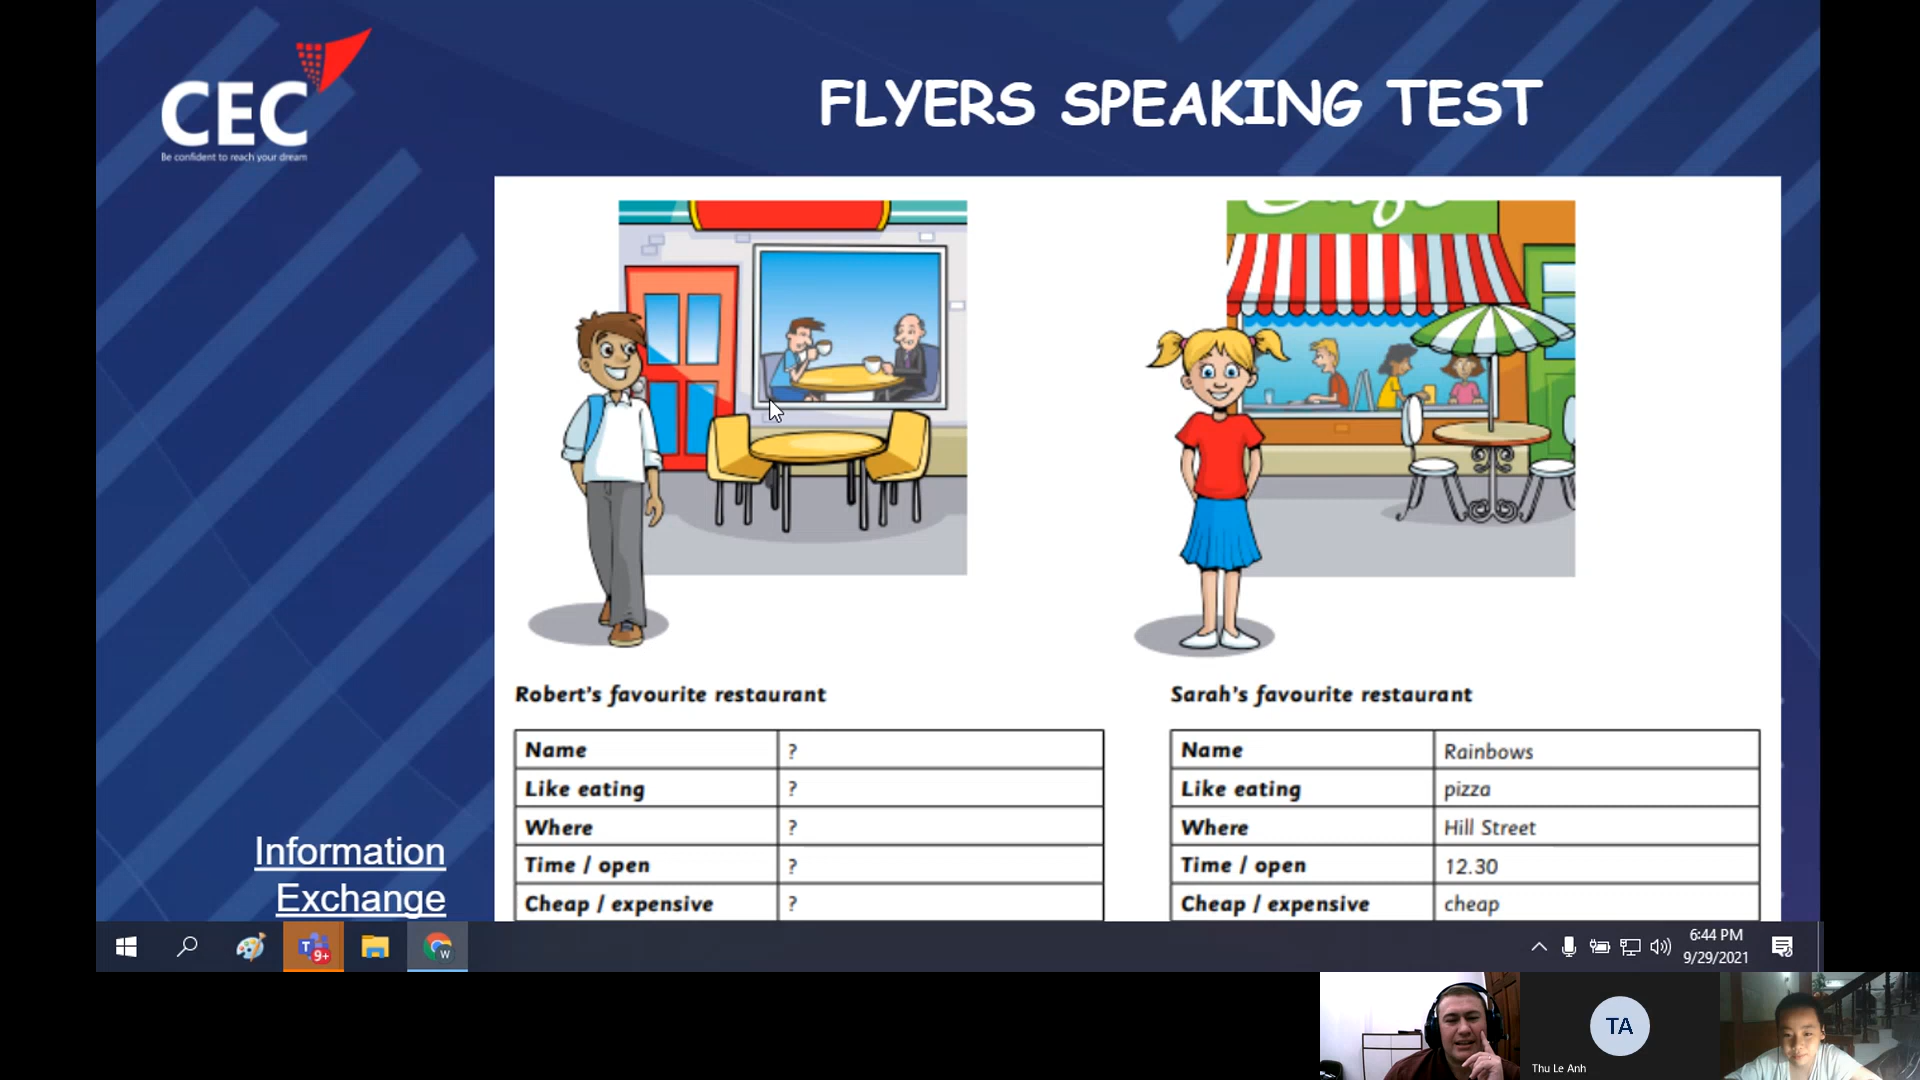 CEC
Be confident to reach your dream
FLYERS SPEAKING TEST
Robert's favourite restaurant
Name ?
Like eating ?
Where ?
Time / open ?
Cheap / expensive ?
Sarah's favourite restaurant
Name Rainbows
Like eating pizza
Where Hill Street
Time / open 12.30
Cheap / expensive cheap
Information
Exchange
T
9+
W
6:44 PM
9/29/2021
TA
Thu Le Anh